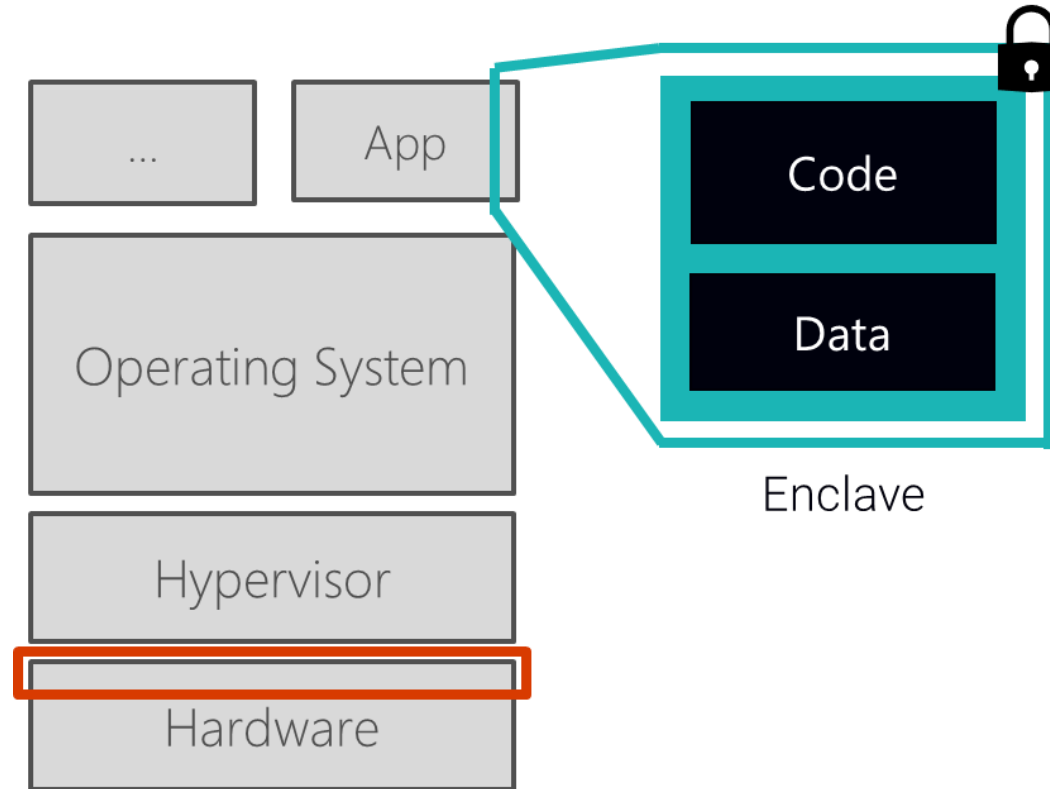 ...
App
Code
Data
Operating System
Enclave
Hypervisor
Hardware